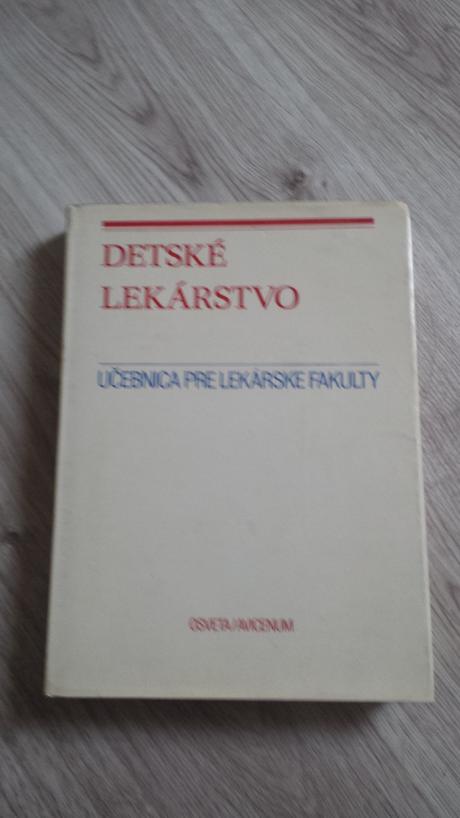 DETSKÉ
LEKÁRSTVO
UČEBNICA PRE LEKÁRSKE FAKULTY
OSVETA/AVICENUM